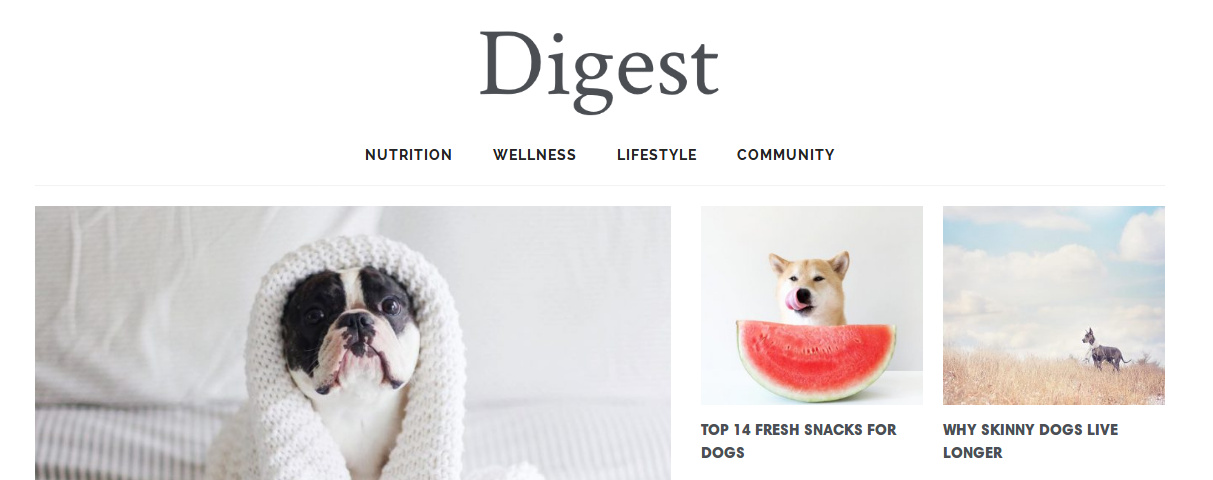 Digest
NUTRITION WELLNESS LIFESTYLE COMMUNITY
TOP 14 FRESH SNACKS FOR
DOGS
WHY SKINNY DOGS LIVE
LONGER